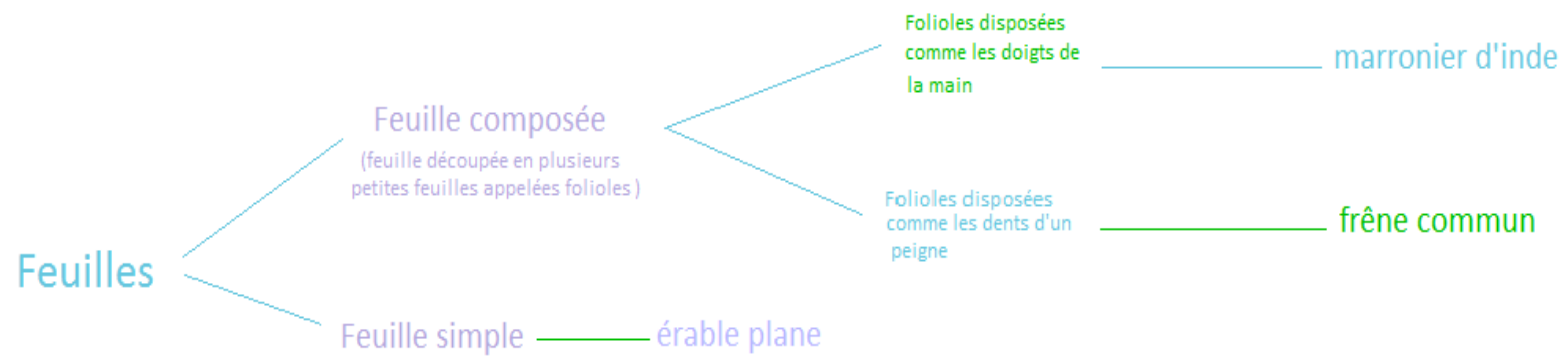 Folioles disposées
comme les doigts de
la main
marronier d'inde
Feuille composée
(feuille découpée en plusieurs
petites feuilles appelées folioles )
Folioles disposées
comme les dents d'un
peigne
frêne commun
Feuilles
Feuille simple
érable plane